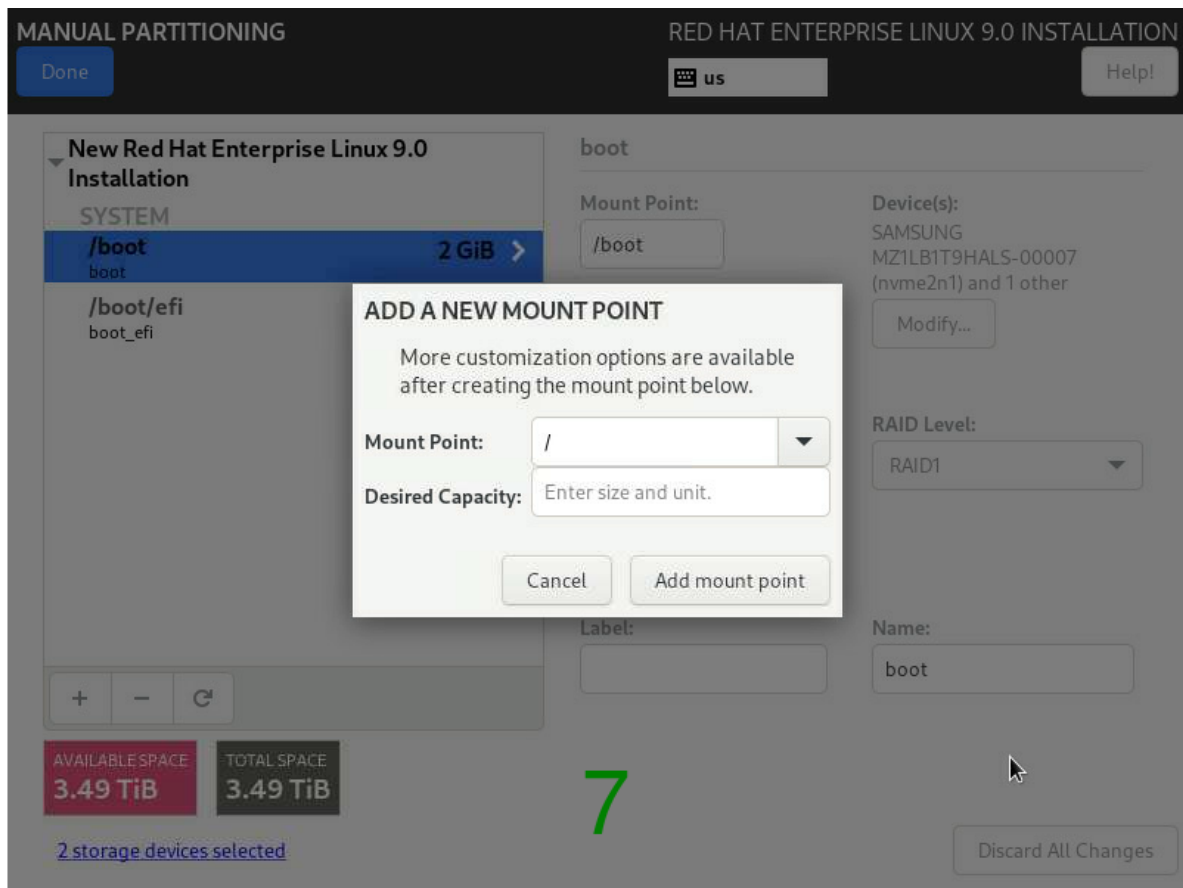 MANUAL PARTITIONING
RED HAT ENTERPRISE LINUX 9.0 INSTALLATION
Done
us
Help!
New Red Hat Enterprise Linux 9.0
Installation
SYSTEM
/boot
2 GiB
boot
/boot/efi
boot_efi
boot
Mount Point:
/boot
Device(s):
SAMSUNG
MZ1LB1T9HALS-00007
(nvme2n1) and 1 other
Modify...
RAID Level:
RAID1
ADD A NEW MOUNT POINT
More customization options are available
after creating the mount point below.
Mount Point:
/
Desired Capacity:
Enter size and unit.
Cancel
Add mount point
Label:
Name:
boot
+ −
AVAILABLE SPACE
3.49 TiB
TOTAL SPACE
3.49 TiB
7
2 storage devices selected
Discard All Changes